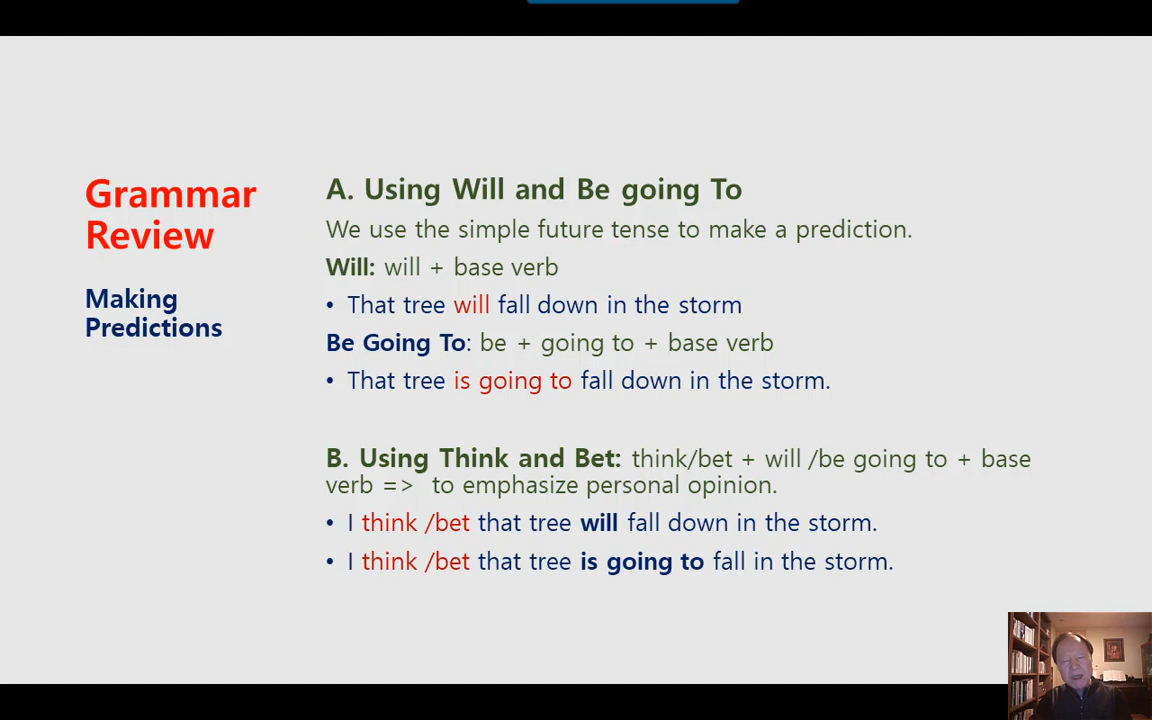 Grammar
Review
Making
Predictions
A. Using Will and Be going To
We use the simple future tense to make a prediction.
Will: will + base verb
• That tree will fall down in the storm
Be Going To: be + going to + base verb
• That tree is going to fall down in the storm.
B. Using Think and Bet: think/bet + will /be going to + base
verb => to emphasize personal opinion.
• I think /bet that tree will fall down in the storm.
• I think /bet that tree is going to fall in the storm.